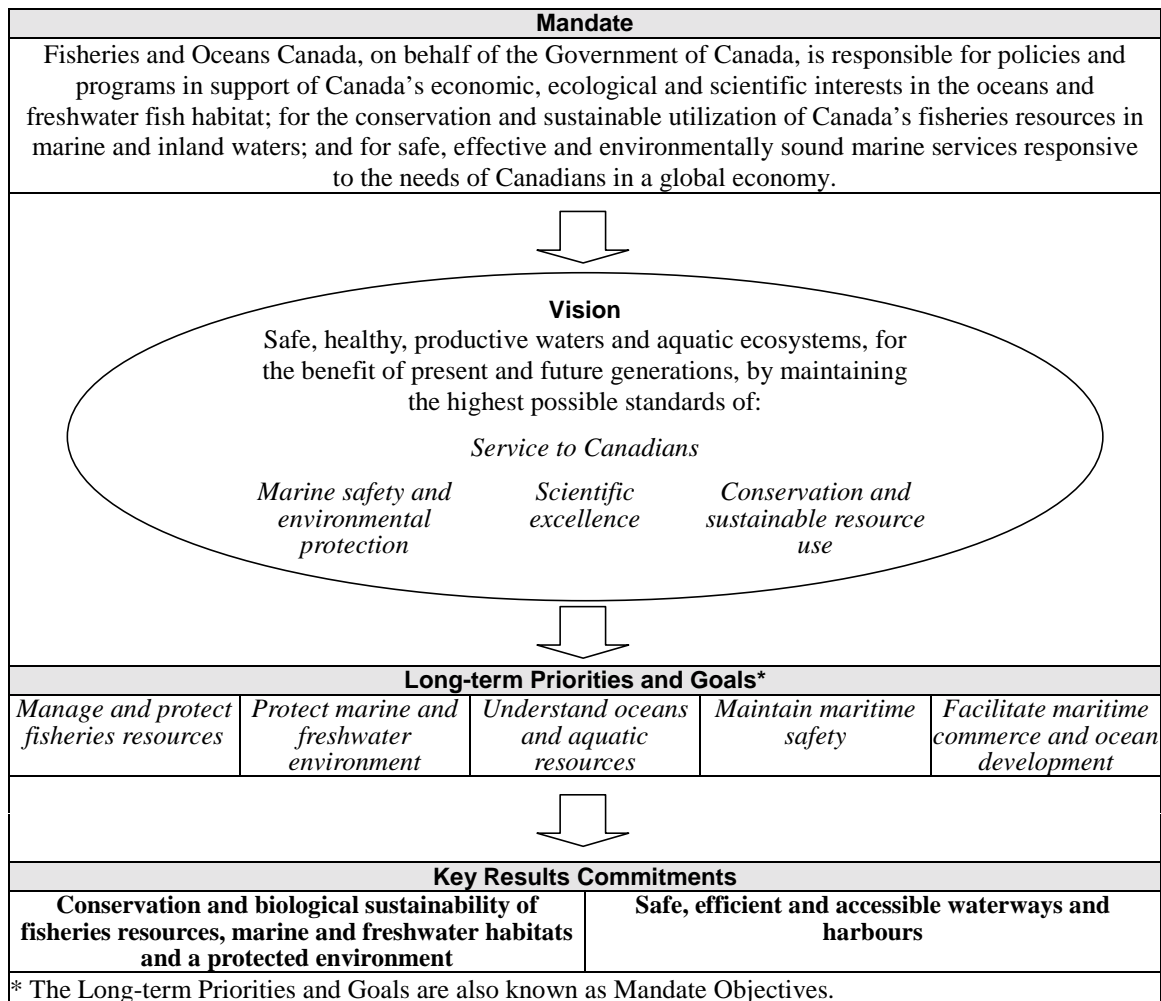 Mandate
Fisheries and Oceans Canada, on behalf of the Government of Canada, is responsible for policies and
programs in support of Canada’s economic, ecological and scientific interests in the oceans and
freshwater fish habitat; for the conservation and sustainable utilization of Canada’s fisheries resources in
marine and inland waters; and for safe, effective and environmentally sound marine services responsive
to the needs of Canadians in a global economy.
Vision
Safe, healthy, productive waters and aquatic ecosystems, for
the benefit of present and future generations, by maintaining
the highest possible standards of:
Service to Canadians
Marine safety and
environmental
protection
Scientific
excellence
Conservation and
sustainable resource
use
Long-term Priorities and Goals*
Manage and protect
fisheries resources
Protect marine and
freshwater
environment
Understand oceans
and aquatic
resources
Maintain maritime
safety
Facilitate maritime
commerce and ocean
development
Key Results Commitments
Conservation and biological sustainability of
fisheries resources, marine and freshwater habitats
and a protected environment
Safe, efficient and accessible waterways and
harbours
* The Long-term Priorities and Goals are also known as Mandate Objectives.